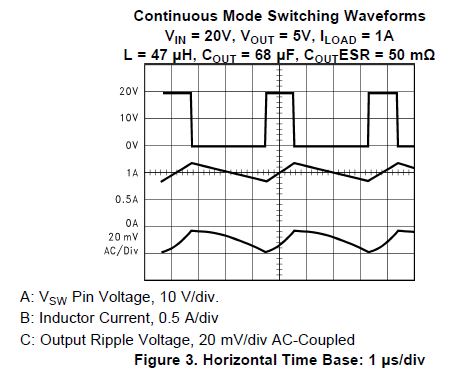 Continuous Mode Switching Waveforms
VIN = 20V, VOUT = 5V, ILOAD = 1A
L = 47 μH, COUT = 68 μF, COUTESR = 50 mΩ
20V
10V
0V
1A
0.5A
0A
20 mV
AC/Div
A: VSW Pin Voltage, 10 V/div.
B: Inductor Current, 0.5 A/div
C: Output Ripple Voltage, 20 mV/div AC-Coupled
Figure 3. Horizontal Time Base: 1 μs/div